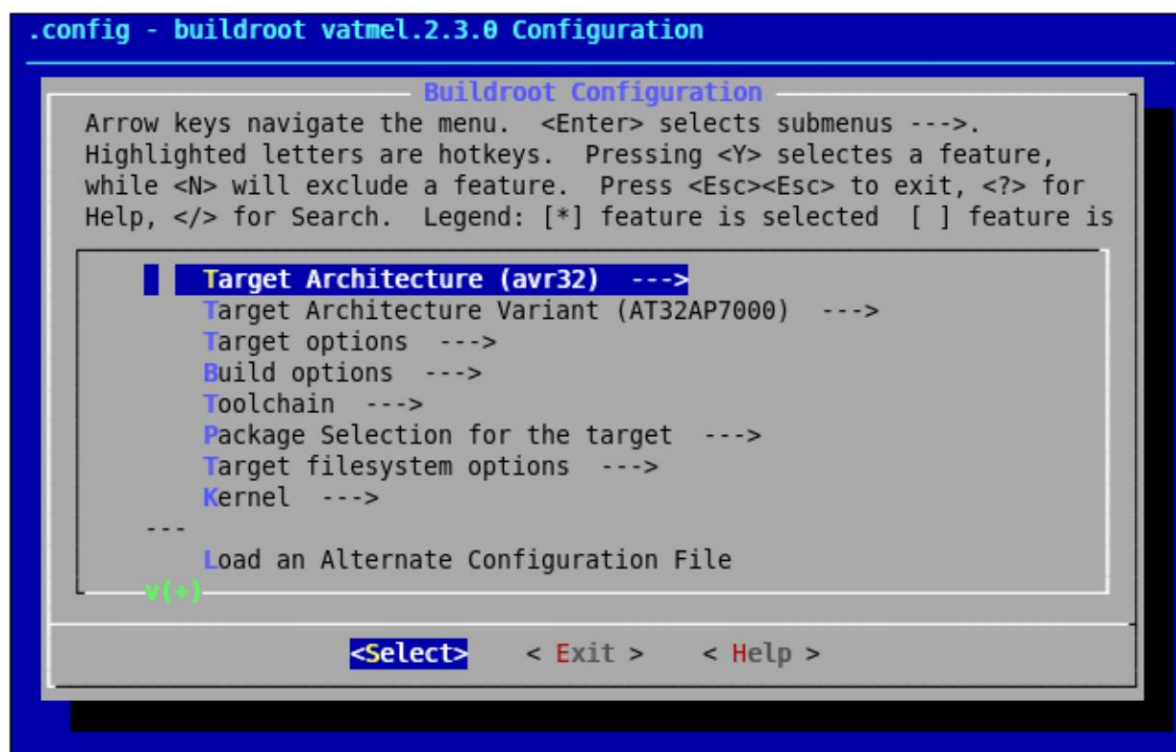 .config - buildroot vatmel.2.3.0 Configuration
Buildroot Configuration
Arrow keys navigate the menu.  <Enter> selects submenus --->.
Highlighted letters are hotkeys.  Pressing <Y> selectes a feature,
while <N> will exclude a feature.  Press <Esc><Esc> to exit, <?> for
Help, </> for Search.  Legend: [*] feature is selected  [ ] feature is
Target Architecture (avr32)  --->
Target Architecture Variant (AT32AP7000)  --->
Target options  --->
Build options  --->
Toolchain  --->
Package Selection for the target  --->
Target filesystem options  --->
Kernel  --->
---
Load an Alternate Configuration File
v(+)
<Select>    < Exit >    < Help >